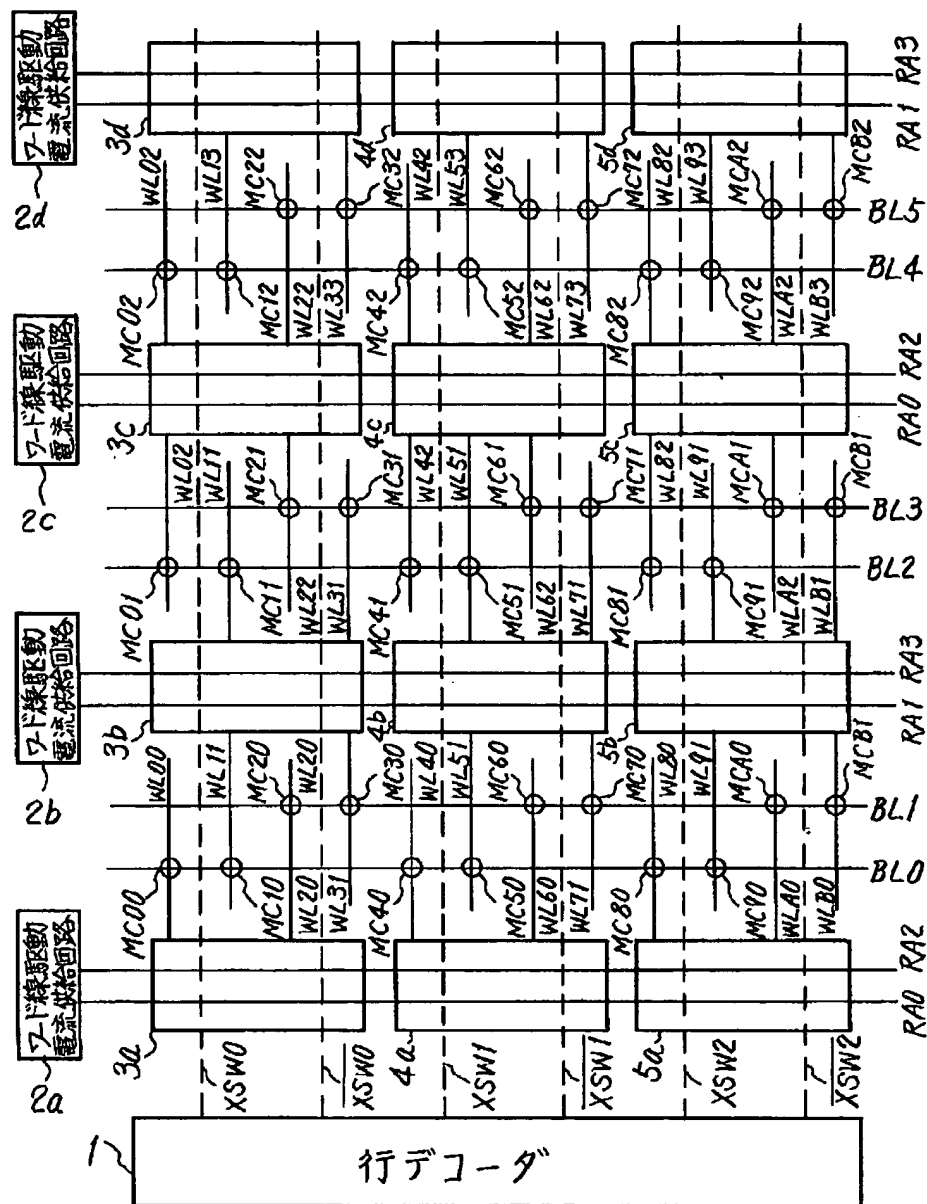 ワード線駆動
電流供給回路
2d
3d
4d
5d
RA3
RA1
WL02
WL13
MC22
MC32
WL42
WL53
MC62
MC72
WL82
WL93
MCA2
MCB2
BL5
BL4
MC02
MC12
WL22
WL33
MC42
MC52
WL62
WL73
MC82
MC92
WLA2
WLB3
ワード線駆動
電流供給回路
2c
3c
4c
5c
RA2
RA0
WL02
WL11
MC21
MC31
WL42
WL51
MC61
MC71
WL82
WL91
MCA1
MCB1
BL3
BL2
MC01
MC11
WL22
WL31
MC41
MC51
WL62
WL71
MC81
MC91
WLA2
WLB1
ワード線駆動
電流供給回路
2b
3b
4b
5b
RA3
RA1
WL00
WL11
MC20
WL20
MC30
WL40
WL51
MC60
MC70
WL80
WL91
MCA0
MCB1
BL1
BL0
MC00
MC10
WL20
WL31
MC40
MC50
WL60
WL71
MC80
MC90
WLA0
WLB0
ワード線駆動
電流供給回路
2a
3a
4a
5a
RA2
RA0
XSW0
X̅S̅W̅0̅
XSW1
X̅S̅W̅1̅
XSW2
X̅S̅W̅2̅
1
行デコーダ